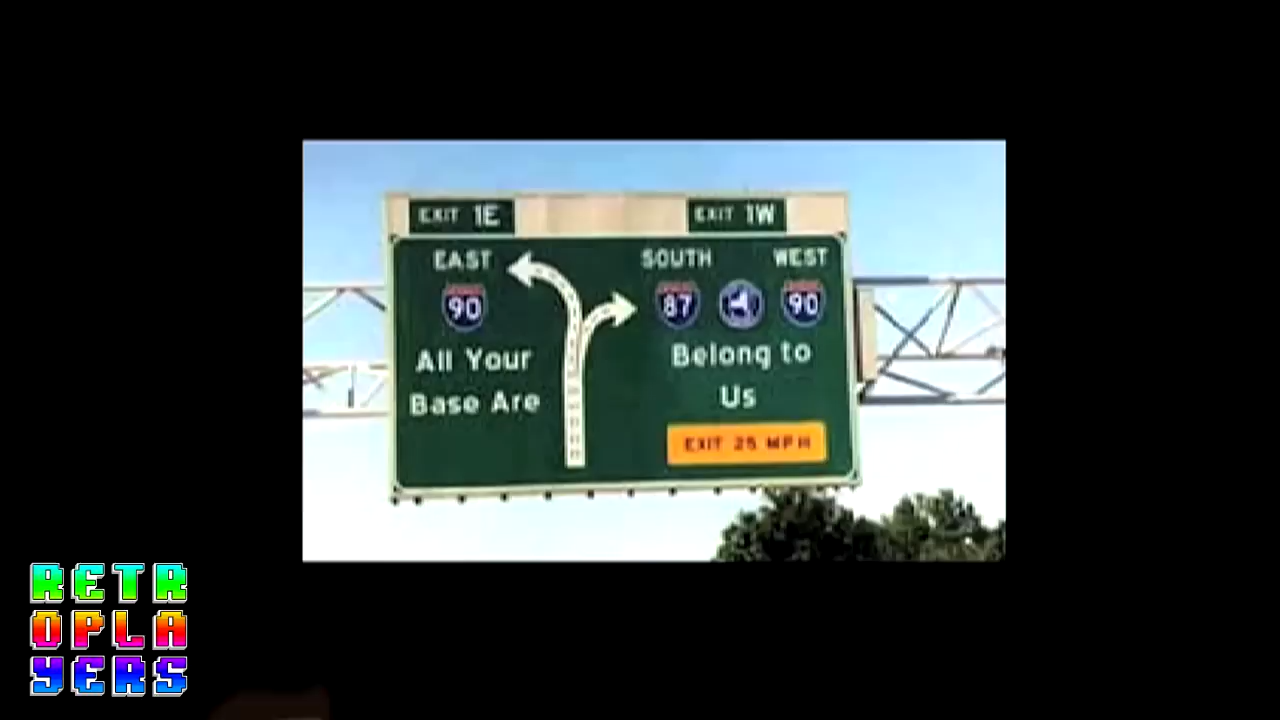 EXIT 1E
EXIT 1W
EAST
SOUTH WEST
90
87 90
All Your
Base Are
Belong to
Us
EXIT 25 MPH
RETR
OPLA
YERS